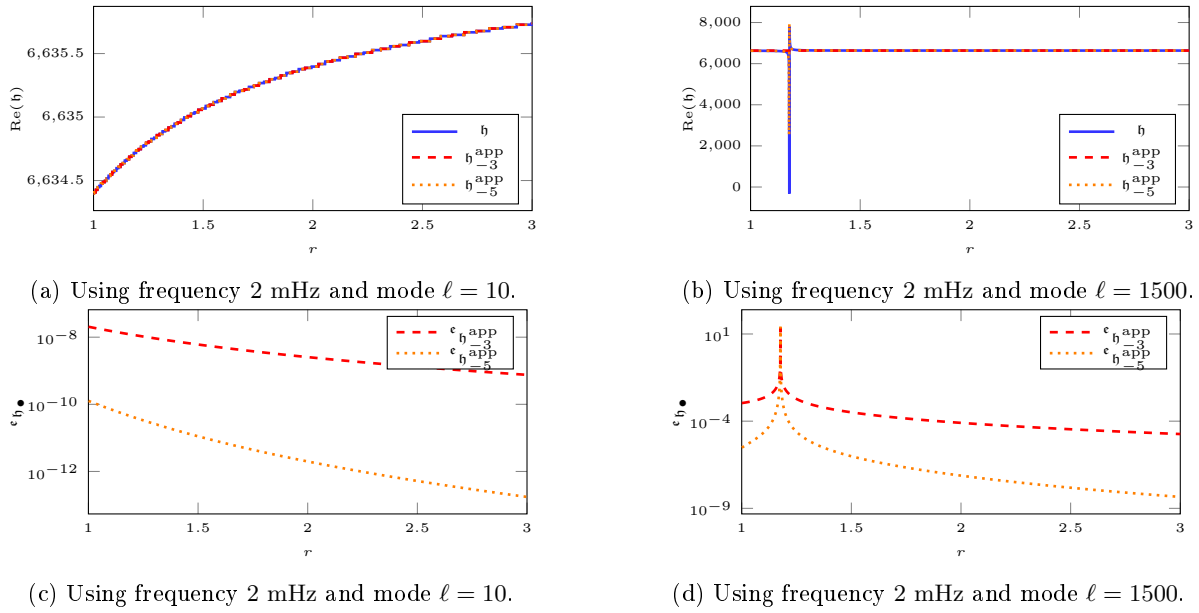 8,000
6,000
4,000
2,000
0
Re(𝔥)
1 1.5 2 2.5 3
r
𝔥
𝔥^app_−3
𝔥^app_−5
6,635.5
6,635
6,634.5
Re(𝔥)
1 1.5 2 2.5 3
r
𝔥
𝔥^app_−3
𝔥^app_−5
(a) Using frequency 2 mHz and mode ℓ = 10.
(b) Using frequency 2 mHz and mode ℓ = 1500.
10^−8
10^−10
10^−12
𝔢_𝔥•
1 1.5 2 2.5 3
r
𝔢_𝔥^app_−3
𝔢_𝔥^app_−5
10^1
10^−4
10^−9
𝔢_𝔥•
1 1.5 2 2.5 3
r
𝔢_𝔥^app_−3
𝔢_𝔥^app_−5
(c) Using frequency 2 mHz and mode ℓ = 10.
(d) Using frequency 2 mHz and mode ℓ = 1500.